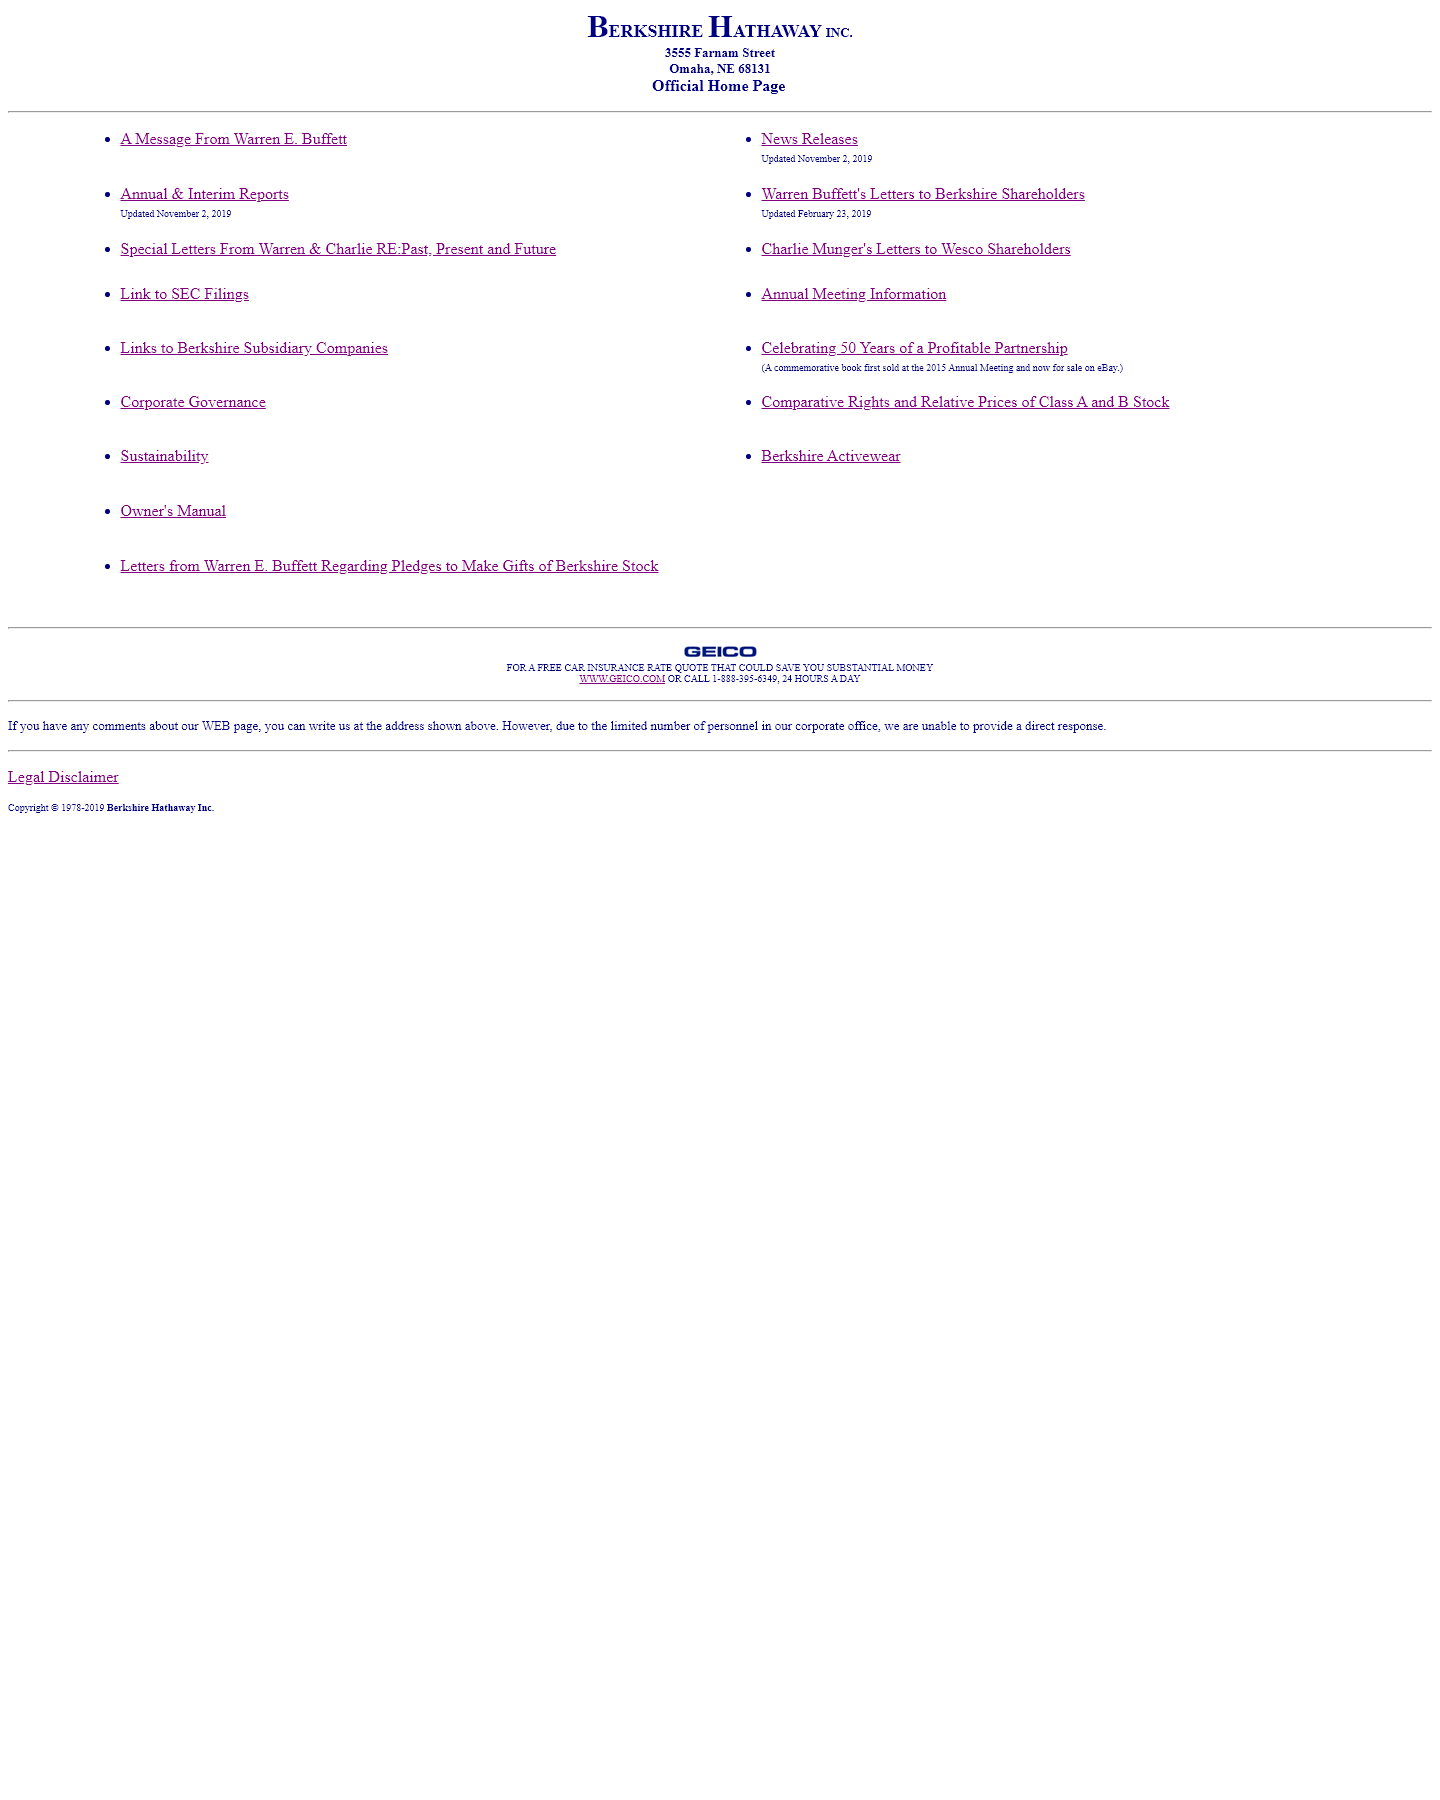 BERKSHIRE HATHAWAY INC.
3555 Farnam Street
Omaha, NE 68131
Official Home Page
A Message From Warren E. Buffett
News Releases
Updated November 2, 2019
Annual & Interim Reports
Updated November 2, 2019
Warren Buffett's Letters to Berkshire Shareholders
Updated February 23, 2019
Special Letters From Warren & Charlie RE:Past, Present and Future
Charlie Munger's Letters to Wesco Shareholders
Link to SEC Filings
Annual Meeting Information
Links to Berkshire Subsidiary Companies
Celebrating 50 Years of a Profitable Partnership
(A commemorative book first sold at the 2015 Annual Meeting and now for sale on eBay.)
Corporate Governance
Comparative Rights and Relative Prices of Class A and B Stock
Sustainability
Berkshire Activewear
Owner's Manual
Letters from Warren E. Buffett Regarding Pledges to Make Gifts of Berkshire Stock
GEICO
FOR A FREE CAR INSURANCE RATE QUOTE THAT COULD SAVE YOU SUBSTANTIAL MONEY
WWW.GEICO.COM OR CALL 1-888-395-6349, 24 HOURS A DAY
If you have any comments about our WEB page, you can write us at the address shown above. However, due to the limited number of personnel in our corporate office, we are unable to provide a direct response.
Legal Disclaimer
Copyright © 1978-2019 Berkshire Hathaway Inc.